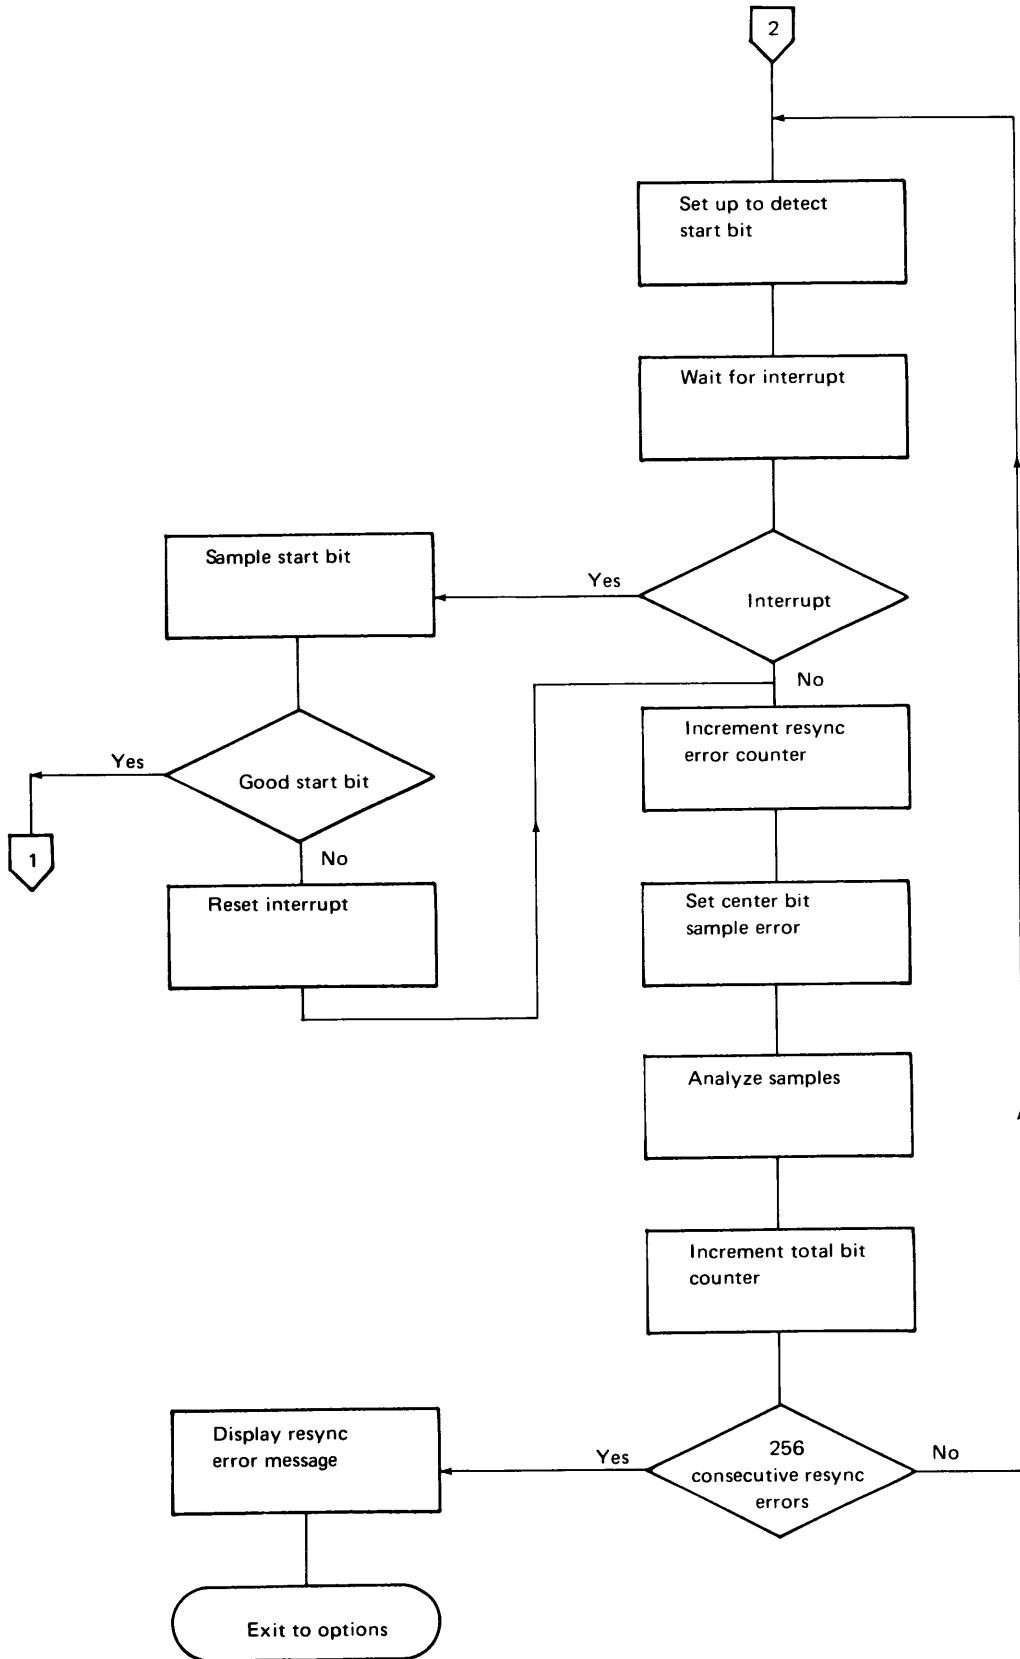 2
Set up to detect
start bit
Wait for interrupt
Sample start bit
Yes
Interrupt
No
Increment resync
error counter
Yes
Good start bit
1
No
Reset interrupt
Set center bit
sample error
Analyze samples
Increment total bit
counter
Display resync
error message
Yes
256
consecutive resync
errors
No
Exit to options